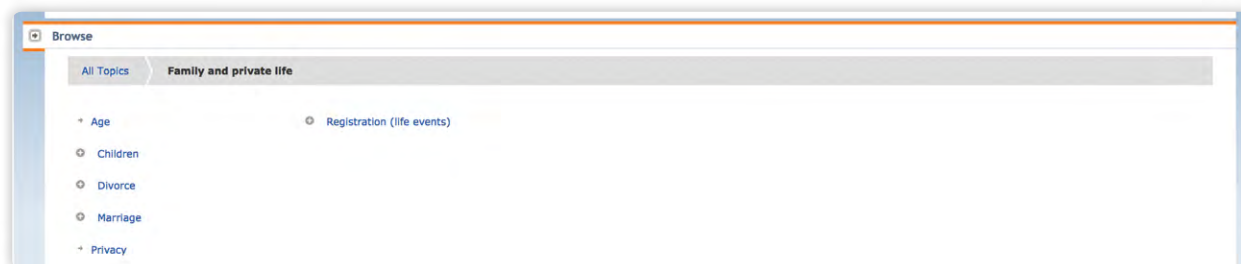 Browse
All Topics Family and private life
Age
Children
Divorce
Marriage
Privacy
Registration (life events)